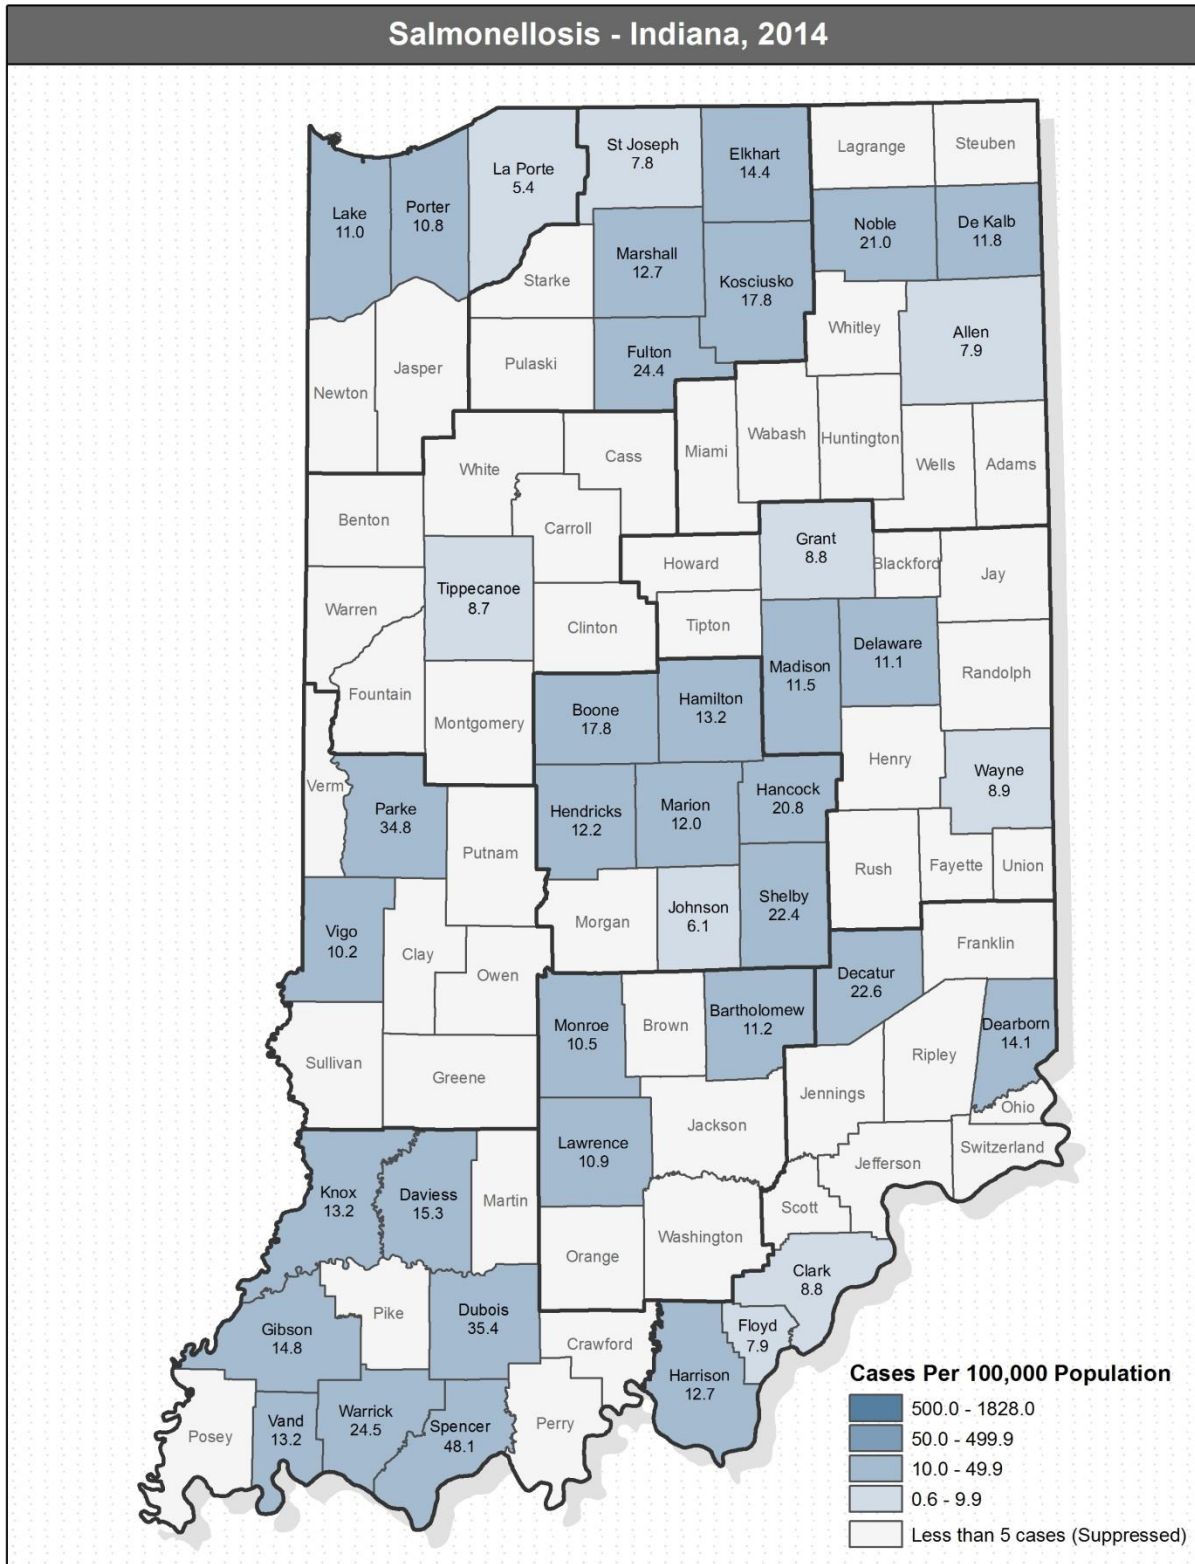 Salmonellosis - Indiana, 2014
Lagrange
Steuben
St Joseph
7.8
Elkhart
14.4
La Porte
5.4
Lake
11.0
Porter
10.8
Noble
21.0
De Kalb
11.8
Marshall
12.7
Starke
Kosciusko
17.8
Whitley
Allen
7.9
Fulton
24.4
Pulaski
Jasper
Newton
Miami
Wabash
Huntington
Wells
Adams
White
Cass
Benton
Carroll
Grant
8.8
Howard
Blackford
Jay
Tippecanoe
8.7
Warren
Clinton
Tipton
Madison
11.5
Delaware
11.1
Randolph
Fountain
Montgomery
Boone
17.8
Hamilton
13.2
Henry
Wayne
8.9
Verm
Parke
34.8
Hendricks
12.2
Marion
12.0
Hancock
20.8
Putnam
Rush
Fayette
Union
Shelby
22.4
Johnson
6.1
Morgan
Vigo
10.2
Clay
Owen
Franklin
Decatur
22.6
Monroe
10.5
Brown
Bartholomew
11.2
Dearborn
14.1
Ripley
Sullivan
Greene
Jennings
Ohio
Jackson
Lawrence
10.9
Jefferson
Switzerland
Knox
13.2
Daviess
15.3
Martin
Scott
Washington
Orange
Clark
8.8
Pike
Dubois
35.4
Gibson
14.8
Crawford
Floyd
7.9
Harrison
12.7
Posey
Vand
13.2
Warrick
24.5
Spencer
48.1
Perry
Cases Per 100,000 Population
500.0 - 1828.0
50.0 - 499.9
10.0 - 49.9
0.6 - 9.9
Less than 5 cases (Suppressed)